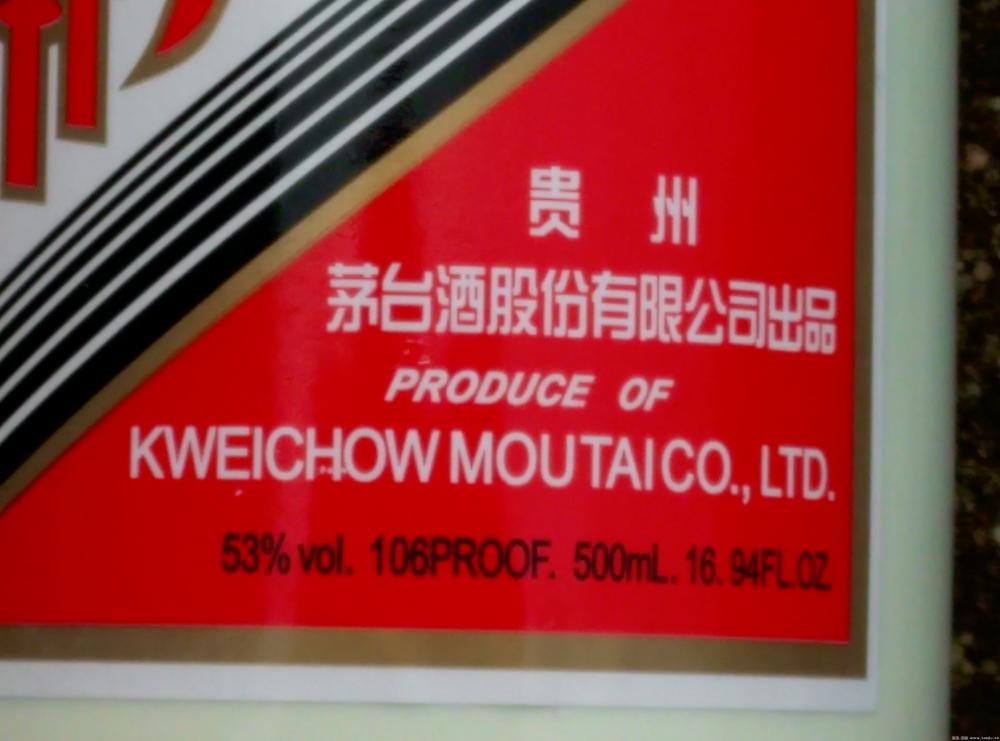 贵 州
茅台酒股份有限公司出品
PRODUCE OF
KWEICHOW MOUTAI CO., LTD.
53% vol. 106PROOF. 500mL. 16.94FL.OZ